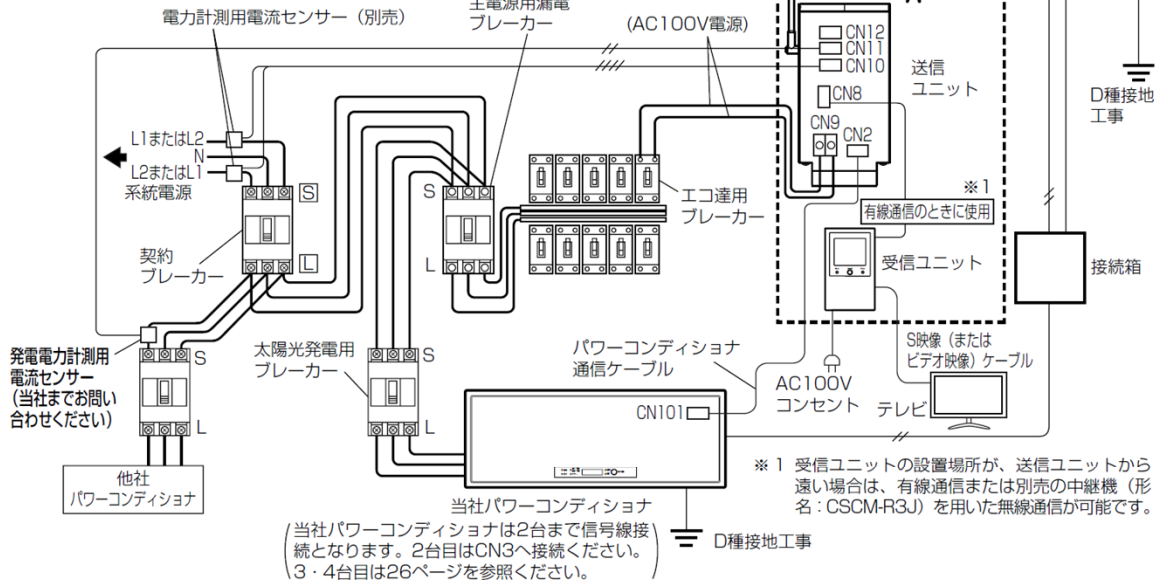 電力計測用電流センサー（別売）
主電源用漏電
ブレーカー
(AC100V電源)
CN12
CN11
CN10
送信
ユニット
CN8
CN9
CN2
D種接地
工事
L1またはL2
N
L2またはL1
系統電源
S
L
契約
ブレーカー
S
L
エコ達用
ブレーカー
※1
有線通信のときに使用
受信ユニット
接続箱
発電電力計測用
電流センサー
(当社までお問い
合わせください)
S
L
太陽光発電用
ブレーカー
S
L
パワーコンディショナ
通信ケーブル
AC100V
コンセント
S映像（または
ビデオ映像）ケーブル
テレビ
CN101
他社
パワーコンディショナ
当社パワーコンディショナ
当社パワーコンディショナは2台まで信号線接
続となります。2台目はCN3へ接続ください。
3・4台目は26ページを参照ください。
D種接地工事
※1 受信ユニットの設置場所が、送信ユニットから
遠い場合は、有線通信または別売の中継機（形
名：CSCM-R3J）を用いた無線通信が可能です。